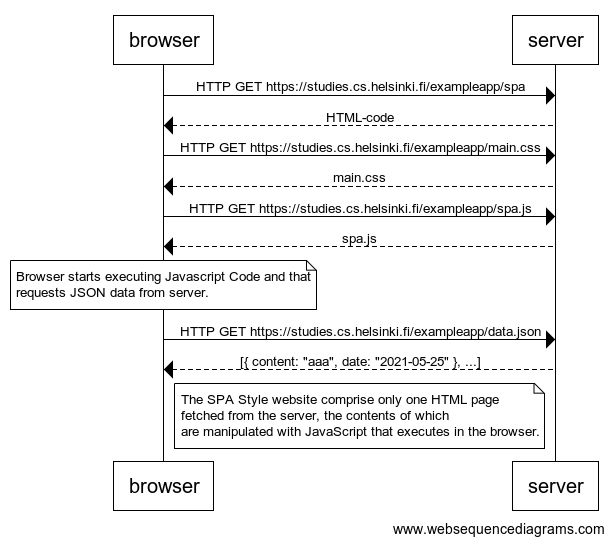 browser
server
HTTP GET https://studies.cs.helsinki.fi/exampleapp/spa
HTML-code
HTTP GET https://studies.cs.helsinki.fi/exampleapp/main.css
main.css
HTTP GET https://studies.cs.helsinki.fi/exampleapp/spa.js
spa.js
Browser starts executing Javascript Code and that
requests JSON data from server.
HTTP GET https://studies.cs.helsinki.fi/exampleapp/data.json
[{ content: "aaa", date: "2021-05-25" }, ...]
The SPA Style website comprise only one HTML page
fetched from the server, the contents of which
are manipulated with JavaScript that executes in the browser.
browser
server
www.websequencediagrams.com